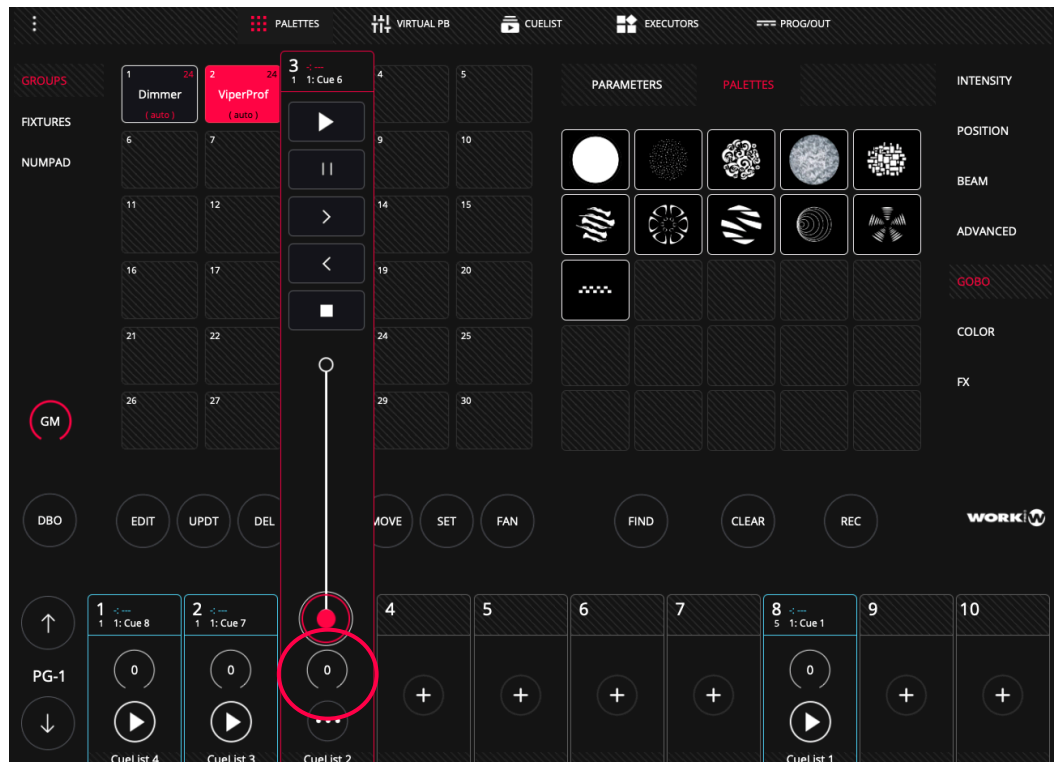 PALETTES
VIRTUAL PB
CUELIST
EXECUTORS
PROG/OUT
GROUPS
FIXTURES
NUMPAD
1 24
Dimmer
( auto )
2 24
ViperProf
( auto )
3 -: ---
1 1: Cue 6
4
5
6
7
9
10
11
12
14
15
16
17
19
20
21
22
24
25
26
27
29
30
PARAMETERS
PALETTES
INTENSITY
POSITION
BEAM
ADVANCED
GOBO
COLOR
FX
GM
DBO
EDIT
UPDT
DEL
MOVE
SET
FAN
FIND
CLEAR
REC
WORK
PG-1
1 -: ---
1 1: Cue 8
0
CueList 4
2 -: ---
1 1: Cue 7
0
CueList 3
0
CueList 2
4
5
6
7
8 -: ---
5 1: Cue 1
0
CueList 1
9
10